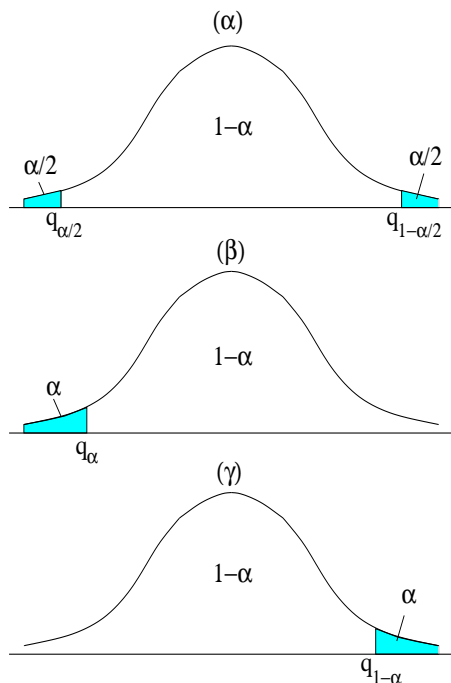 (α)
1−α
α/2 α/2
q_{α/2} q_{1−α/2}
(β)
1−α
α
q_α
(γ)
1−α
α
q_{1−α}